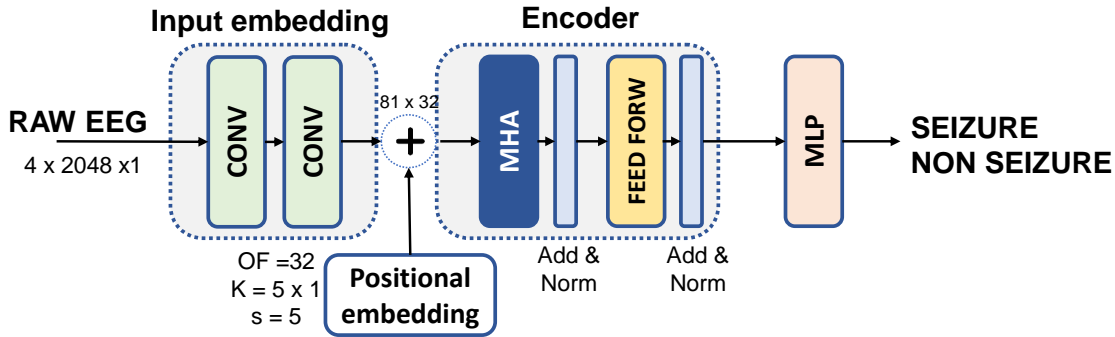 Input embedding
Encoder
RAW EEG
4 x 2048 x1
CONV
CONV
81 x 32
+
MHA
FEED FORW
MLP
SEIZURE
NON SEIZURE
OF =32
K = 5 x 1
s = 5
Positional
embedding
Add &
Norm
Add &
Norm